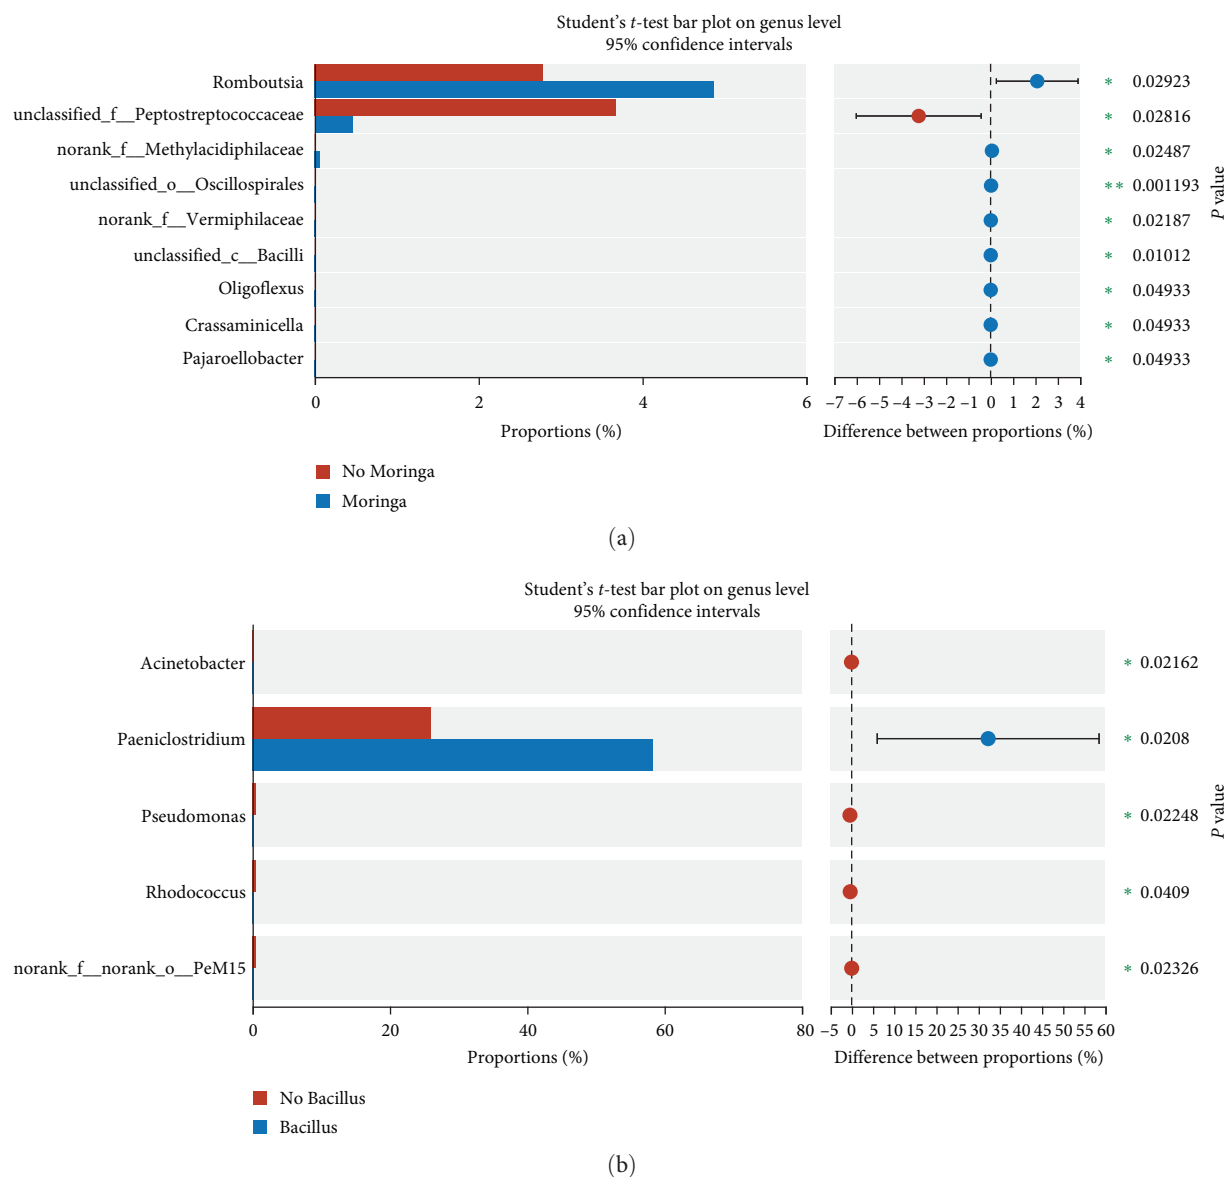 Student's t-test bar plot on genus level
95% confidence intervals
Romboutsia
unclassified_f__Peptostreptococcaceae
norank_f__Methylacidiphilaceae
unclassified_o__Oscillospirales
norank_f__Vermiphilaceae
unclassified_c__Bacilli
Oligoflexus
Crassaminicella
Pajaroellobacter
* 0.02923
* 0.02816
* 0.02487
** 0.001193
* 0.02187
* 0.01012
* 0.04933
* 0.04933
* 0.04933
P value
0 2 4 6
Proportions (%)
–7 –6 –5 –4 –3 –2 –1 0 1 2 3 4
Difference between proportions (%)
No Moringa
Moringa
(a)
Student's t-test bar plot on genus level
95% confidence intervals
Acinetobacter
Paeniclostridium
Pseudomonas
Rhodococcus
norank_f__norank_o__PeM15
* 0.02162
* 0.0208
* 0.02248
* 0.0409
* 0.02326
P value
0 20 40 60 80
Proportions (%)
–5 0 5 10 15 20 25 30 35 40 45 50 55 60
Difference between proportions (%)
No Bacillus
Bacillus
(b)